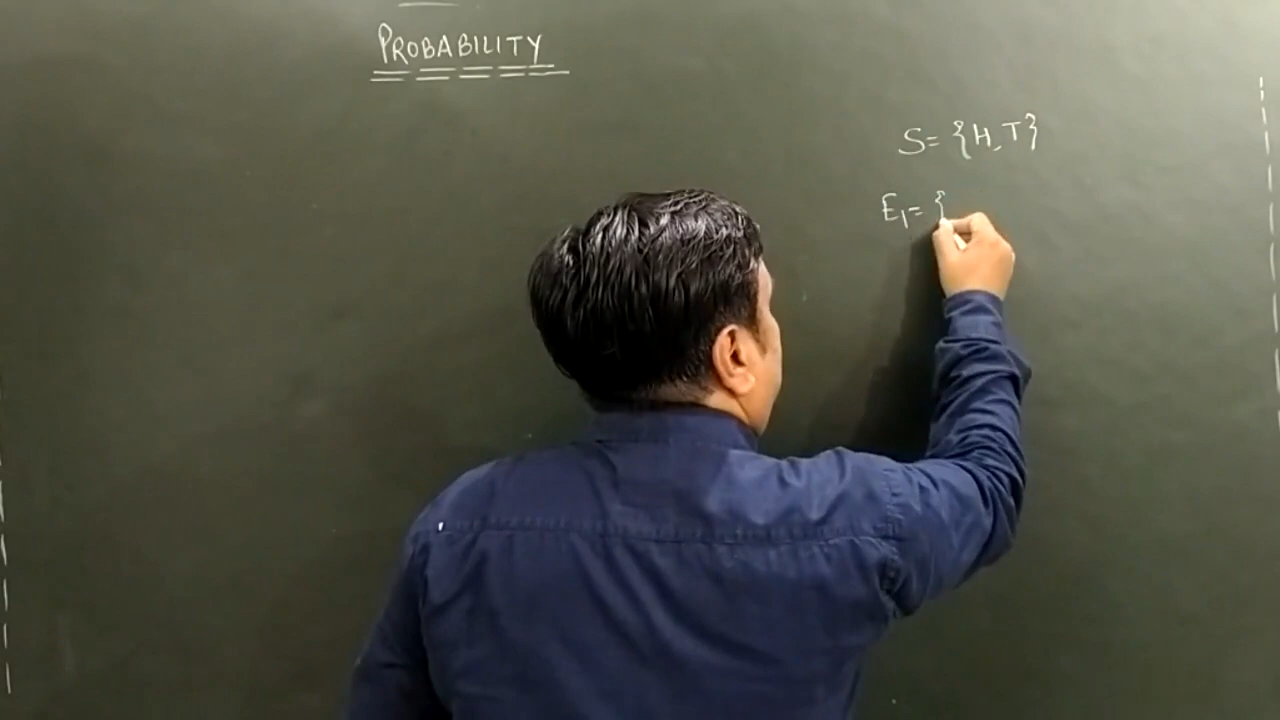 PROBABILITY
S= {H, T}
E₁= {